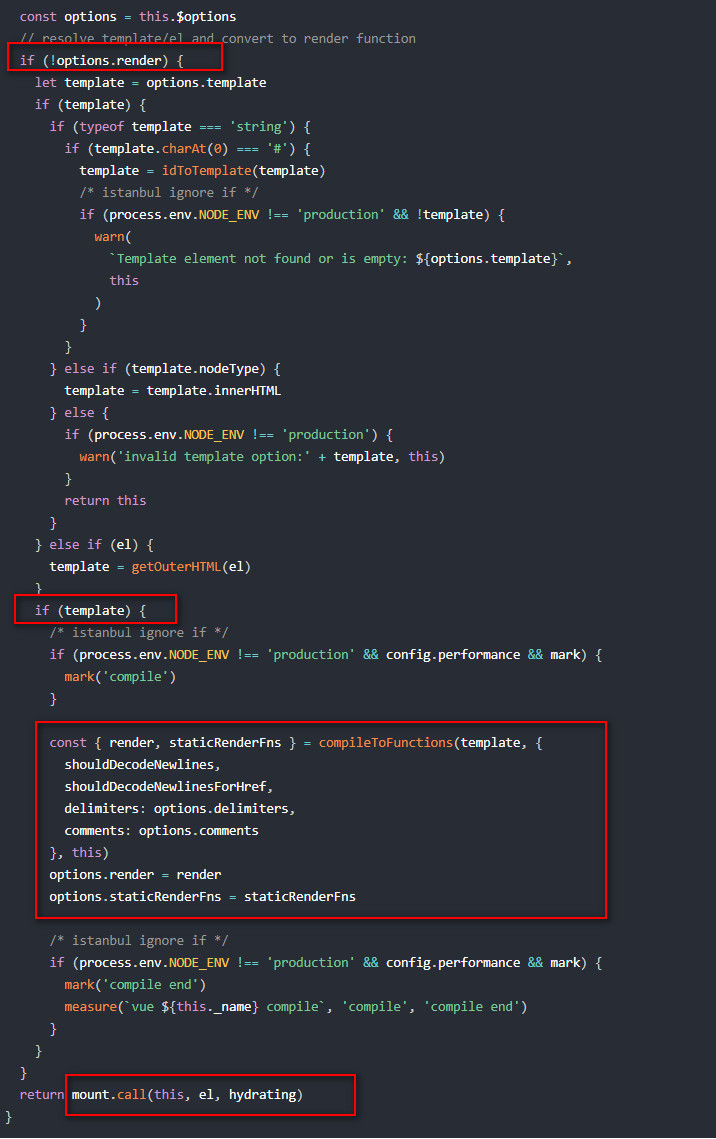 const options = this.$options
// resolve template/el and convert to render function
if (!options.render) {
let template = options.template
if (template) {
if (typeof template === 'string') {
if (template.charAt(0) === '#') {
template = idToTemplate(template)
/* istanbul ignore if */
if (process.env.NODE_ENV !== 'production' && !template) {
warn(
`Template element not found or is empty: ${options.template}`,
this
)
}
}
} else if (template.nodeType) {
template = template.innerHTML
} else {
if (process.env.NODE_ENV !== 'production') {
warn('invalid template option:' + template, this)
}
return this
}
} else if (el) {
template = getOuterHTML(el)
}
if (template) {
/* istanbul ignore if */
if (process.env.NODE_ENV !== 'production' && config.performance && mark) {
mark('compile')
}
const { render, staticRenderFns } = compileToFunctions(template, {
shouldDecodeNewlines,
shouldDecodeNewlinesForHref,
delimiters: options.delimiters,
comments: options.comments
}, this)
options.render = render
options.staticRenderFns = staticRenderFns
/* istanbul ignore if */
if (process.env.NODE_ENV !== 'production' && config.performance && mark) {
mark('compile end')
measure(`vue ${this._name} compile`, 'compile', 'compile end')
}
}
}
return mount.call(this, el, hydrating)
}